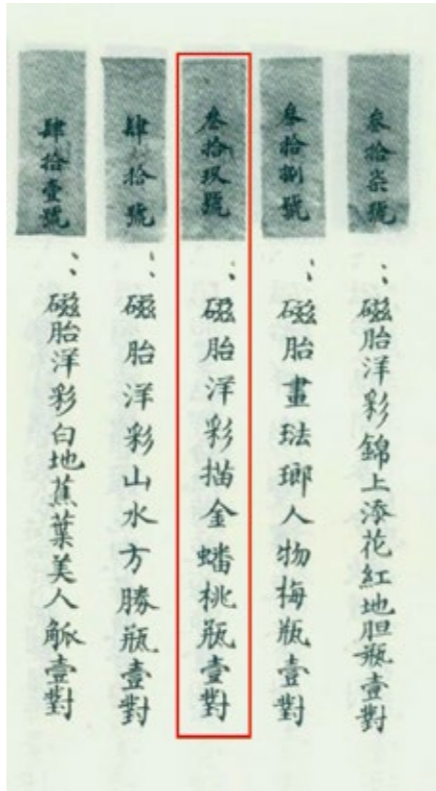 叁拾柒號
磁胎洋彩錦上添花紅地胆瓶壹對
叁拾捌號
磁胎畫琺瑯人物梅瓶壹對
叁拾玖號
磁胎洋彩描金蟠桃瓶壹對
肆拾號
磁胎洋彩山水方勝瓶壹對
肆拾壹號
磁胎洋彩白地蕉葉美人觚壹對